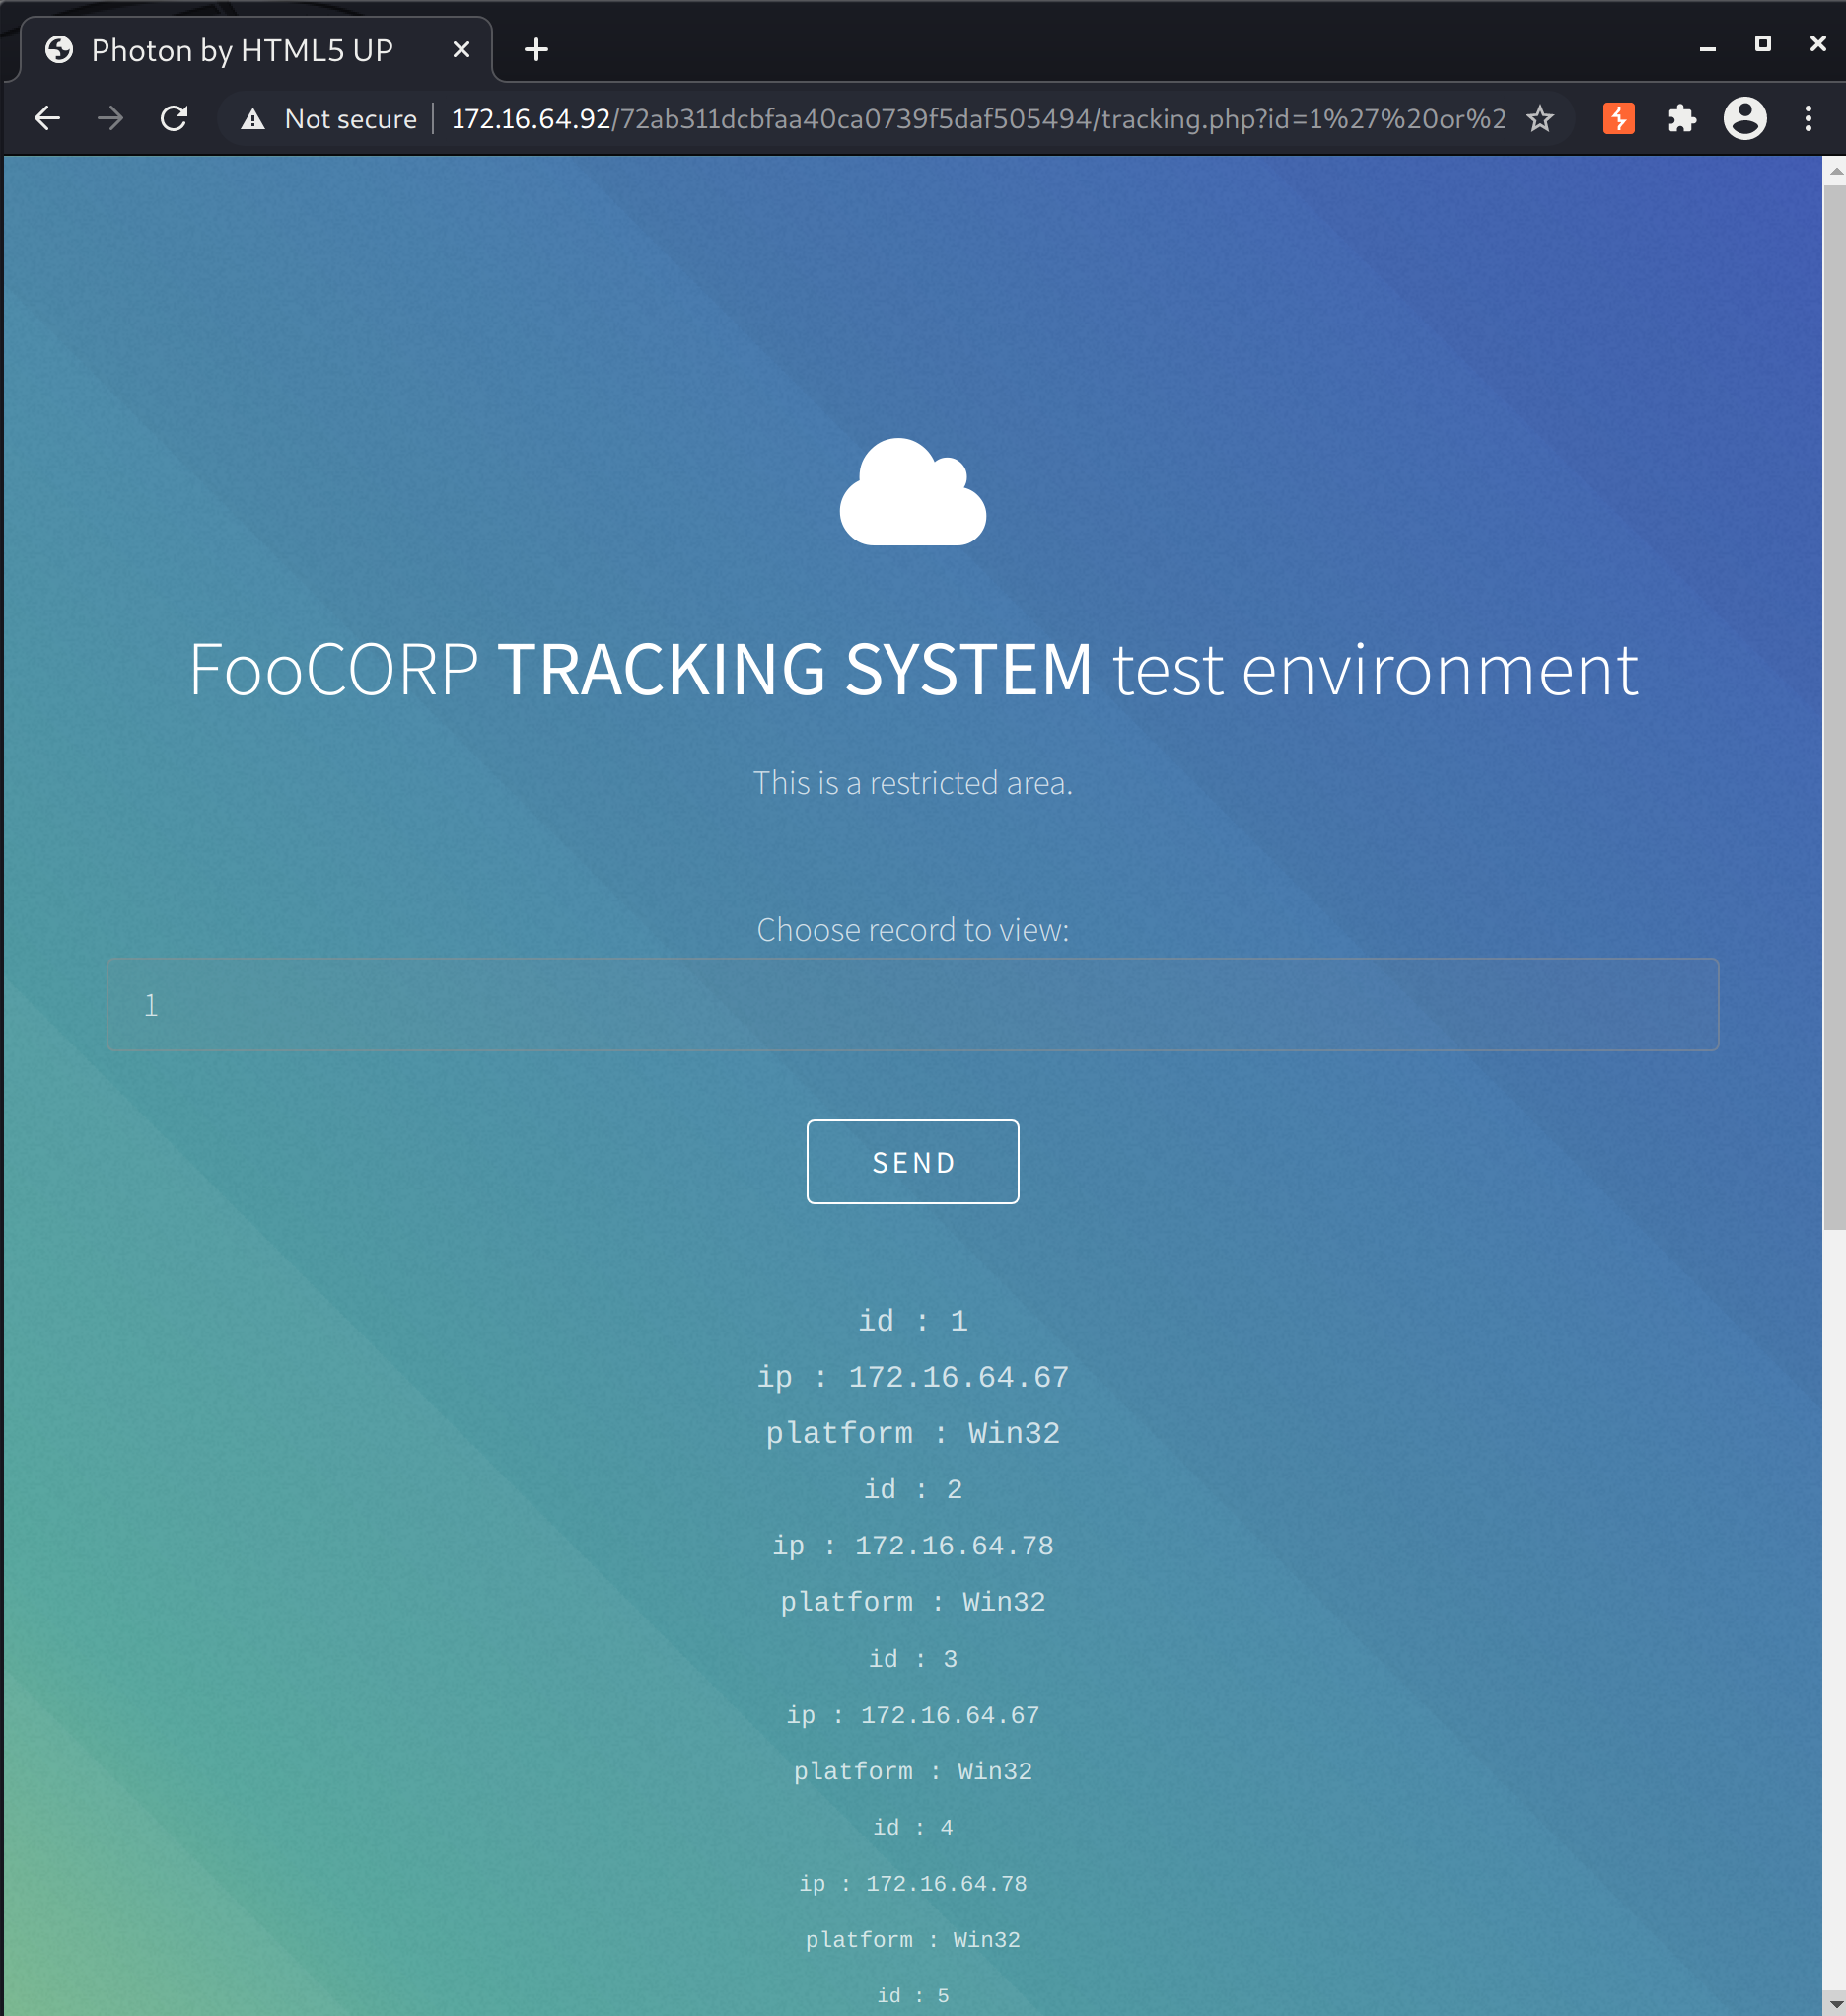 Photon by HTML5 UP
Not secure 172.16.64.92/72ab311dcbfaa40ca0739f5daf505494/tracking.php?id=1%27%20or%2
FooCORP TRACKING SYSTEM test environment
This is a restricted area.
Choose record to view:
1
SEND
id : 1
ip : 172.16.64.67
platform : Win32
id : 2
ip : 172.16.64.78
platform : Win32
id : 3
ip : 172.16.64.67
platform : Win32
id : 4
ip : 172.16.64.78
platform : Win32
id : 5